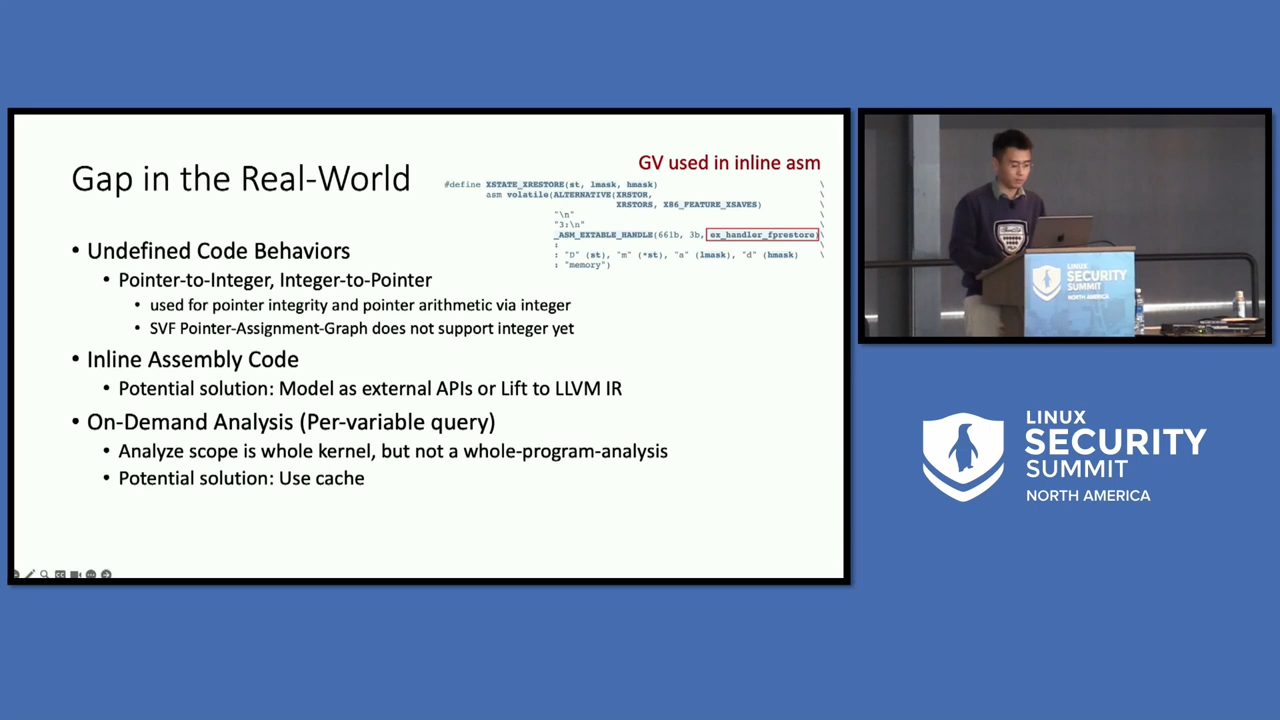 Gap in the Real-World
GV used in inline asm
#define XSTATE_XRESTORE(st, lmask, hmask) \
asm volatile(ALTERNATIVE(XRSTOR, \
XRSTORS, X86_FEATURE_XSAVES) \
"\n" \
"3:\n" \
_ASM_EXTABLE_HANDLE(661b, 3b, ex_handler_fprestore) \
: \
: "D" (st), "m" (*st), "a" (lmask), "d" (hmask) \
: "memory")
• Undefined Code Behaviors
• Pointer-to-Integer, Integer-to-Pointer
• used for pointer integrity and pointer arithmetic via integer
• SVF Pointer-Assignment-Graph does not support integer yet
• Inline Assembly Code
• Potential solution: Model as external APIs or Lift to LLVM IR
• On-Demand Analysis (Per-variable query)
• Analyze scope is whole kernel, but not a whole-program-analysis
• Potential solution: Use cache
LINUX
SECURITY
SUMMIT
NORTH AMERICA
LINUX
SECURITY
SUMMIT
NORTH AMERICA